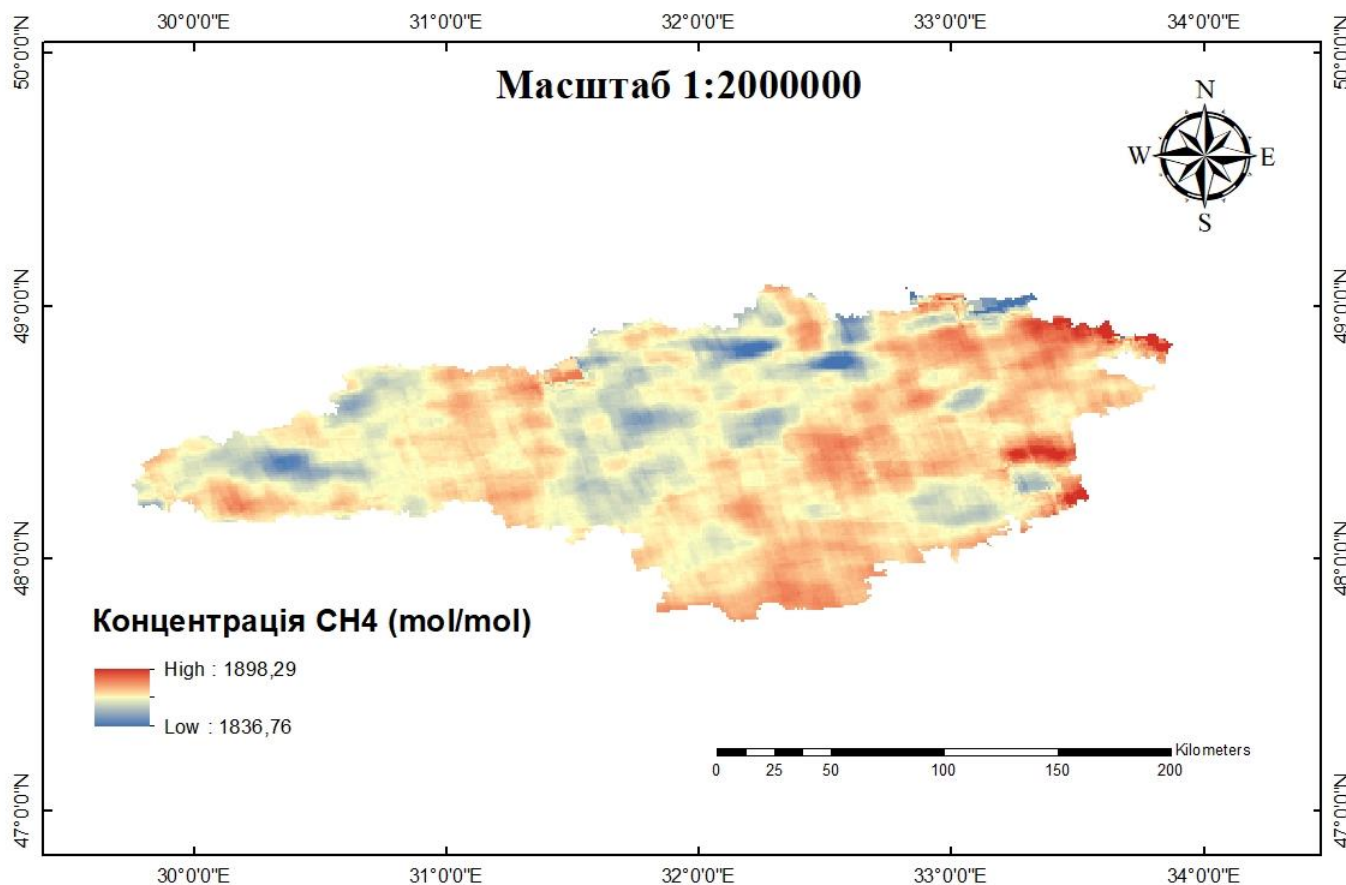 30°0'0"E 31°0'0"E 32°0'0"E 33°0'0"E 34°0'0"E
50°0'0"N 50°0'0"N
Масштаб 1:2000000
N
W E
S
49°0'0"N 49°0'0"N
48°0'0"N 48°0'0"N
Концентрація CH4 (mol/mol)
High : 1898,29
Low : 1836,76
Kilometers
0 25 50 100 150 200
47°0'0"N 47°0'0"N
30°0'0"E 31°0'0"E 32°0'0"E 33°0'0"E 34°0'0"E